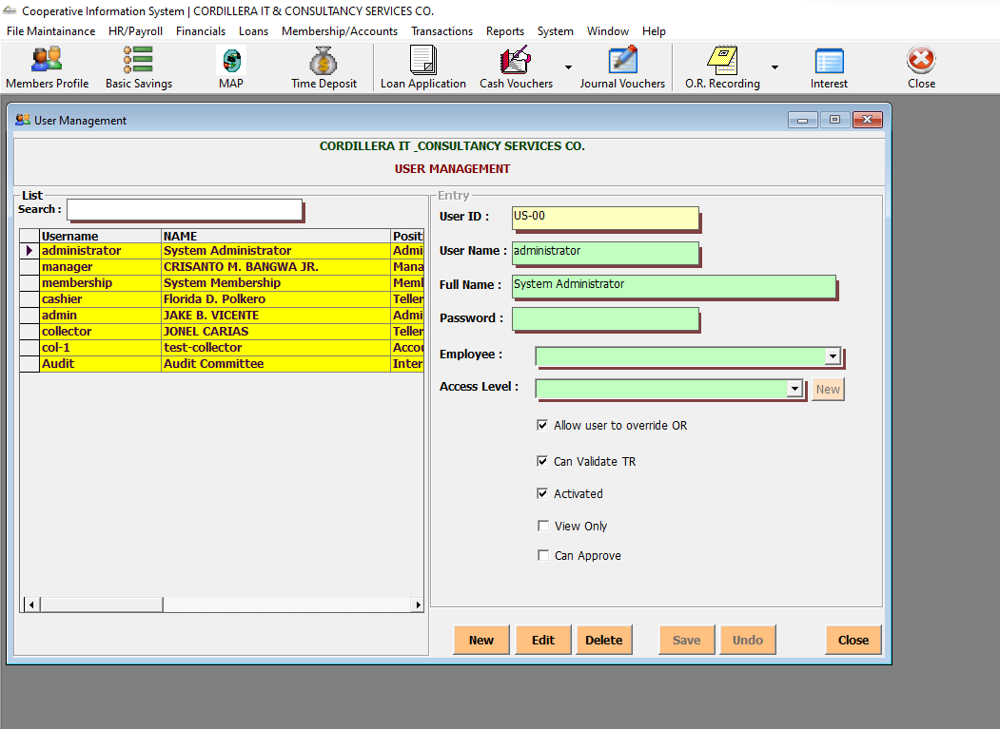 Cooperative Information System | CORDILLERA IT & CONSULTANCY SERVICES CO.
File Maintainance HR/Payroll Financials Loans Membership/Accounts Transactions Reports System Window Help
Members Profile Basic Savings MAP Time Deposit Loan Application Cash Vouchers Journal Vouchers O.R. Recording Interest Close
User Management
CORDILLERA IT _CONSULTANCY SERVICES CO.
USER MANAGEMENT
List
Search :
Username NAME Positi
administrator System Administrator Admi
manager CRISANTO M. BANGWA JR. Mana
membership System Membership Meml
cashier Florida D. Polkero Teller
admin JAKE B. VICENTE Admi
collector JONEL CARIAS Teller
col-1 test-collector Accou
Audit Audit Committee Inter
Entry
User ID : US-00
User Name : administrator
Full Name : System Administrator
Password :
Employee :
Access Level : New
Allow user to override OR
Can Validate TR
Activated
View Only
Can Approve
New Edit Delete Save Undo Close